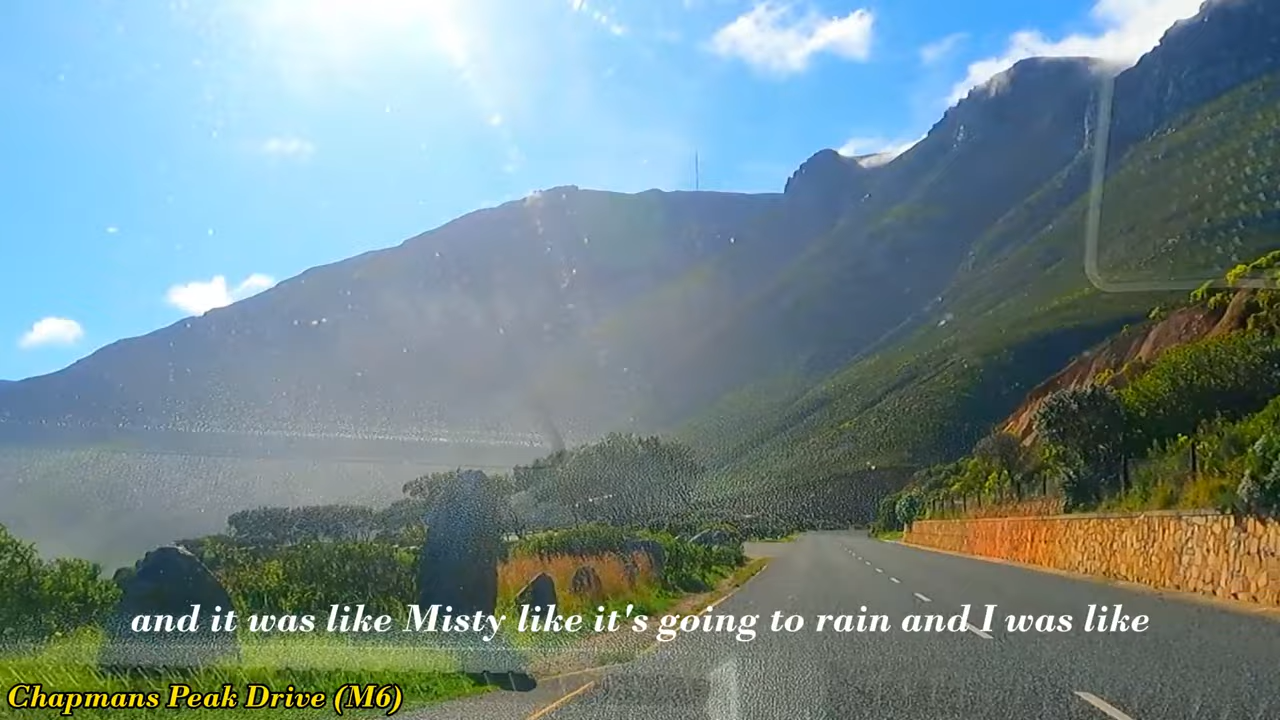 and it was like Misty like it's going to rain and I was like
Chapmans Peak Drive (M6)